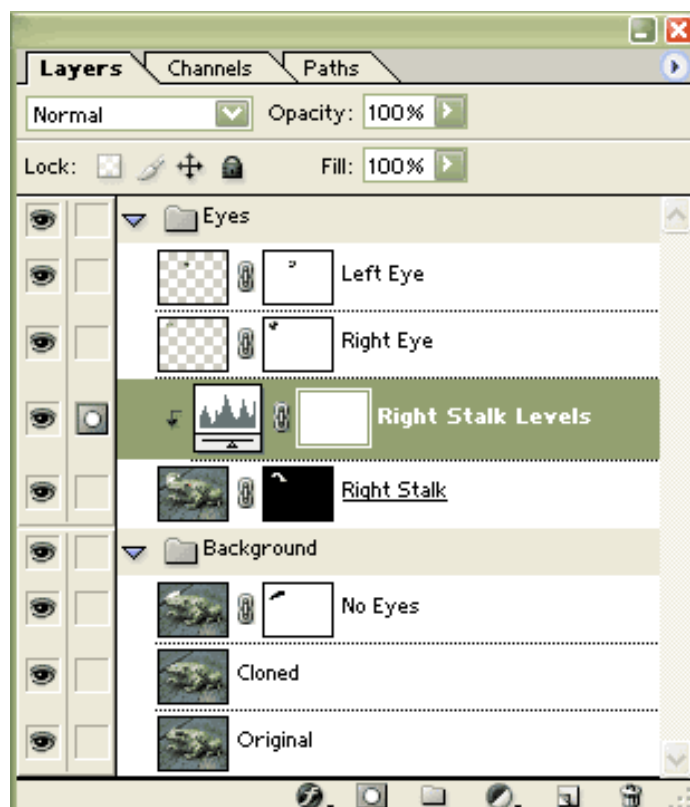 Layers Channels Paths
Normal Opacity: 100%
Lock: Fill: 100%
Eyes
Left Eye
Right Eye
Right Stalk Levels
Right Stalk
Background
No Eyes
Cloned
Original